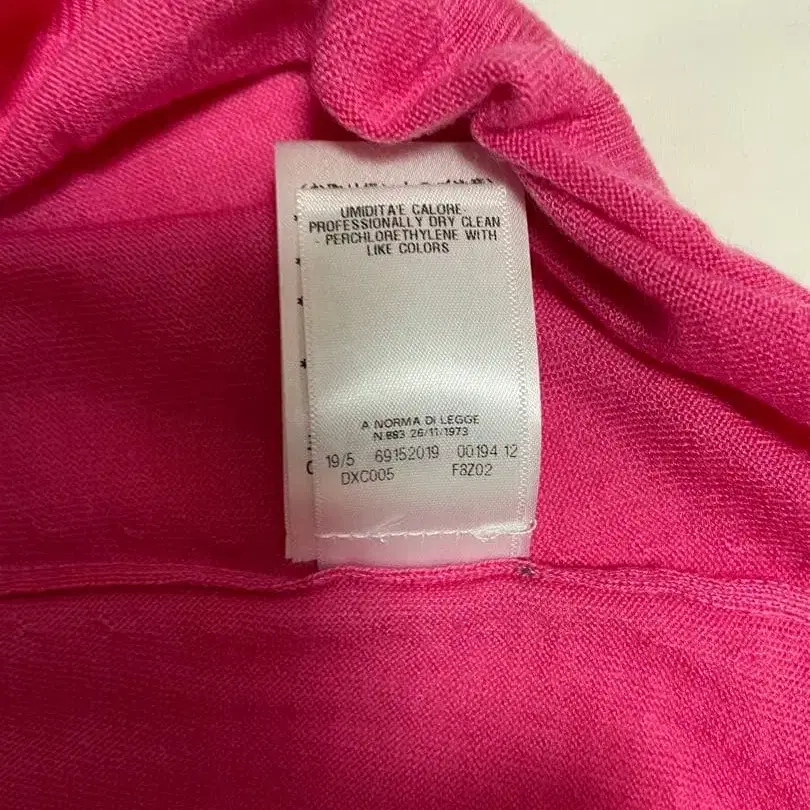 UMIDITA'E CALORE-
PROFESSIONALLY DRY CLEAN
- PERCHLORETHYLENE WITH
LIKE COLORS
A NORMA DI LEGGE
N.883 26/11/1973
19/5 69152019 00194 12
DXC005 F8Z02